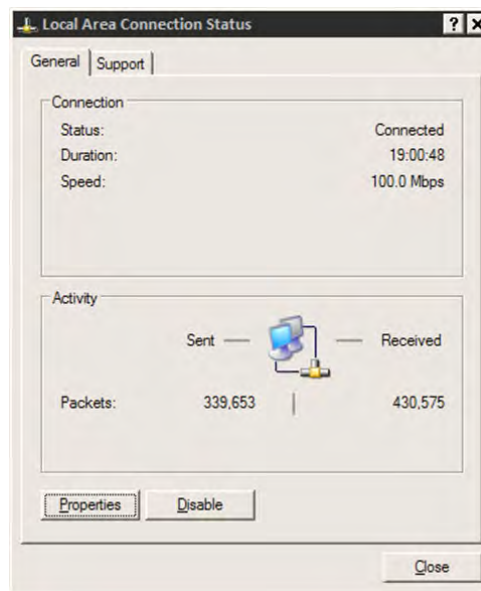 Local Area Connection Status
General Support
Connection
Status: Connected
Duration: 19:00:48
Speed: 100.0 Mbps
Activity
Sent — — Received
Packets: 339,653 | 430,575
Properties Disable
Close